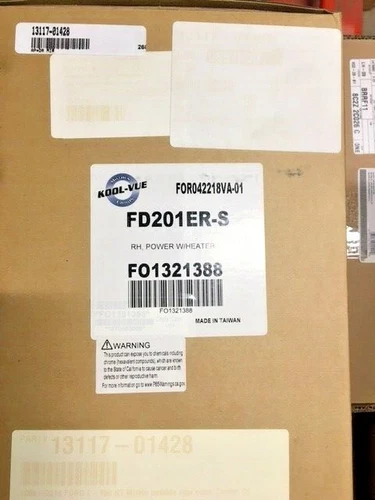 13117-01428
KOOL-VUE
FOR042218VA-01
FD201ER-S
RH, POWER W/HEATER
FO1321388
FO1321388
MADE IN TAIWAN
⚠WARNING
This product can expose you to chemicals including
chrome (hexavalent compounds), which are known to
the State of California to cause cancer and birth
defects or other reproductive harm.
For more information go to www.P65Warnings.ca.gov.
13117-01428
BRRF11